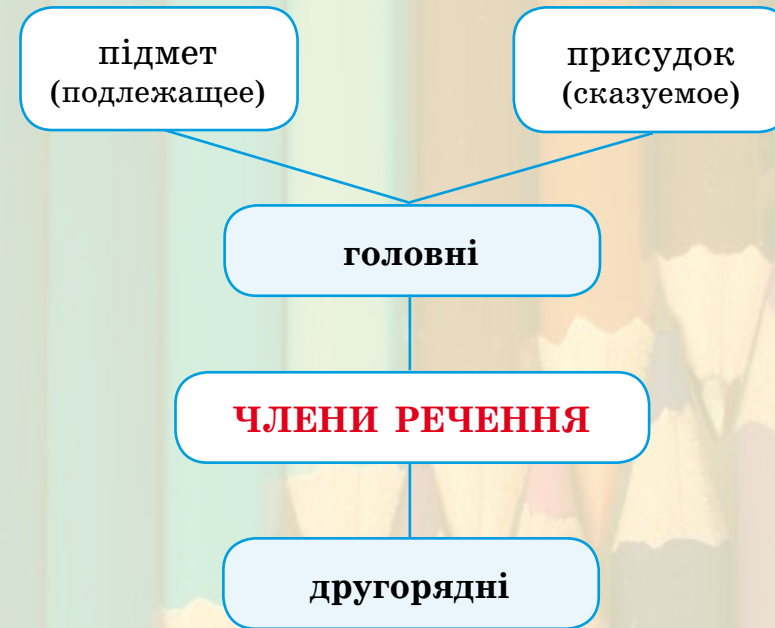 підмет
(подлежащее)
присудок
(сказуемое)
головні
ЧЛЕНИ РЕЧЕННЯ
другорядні